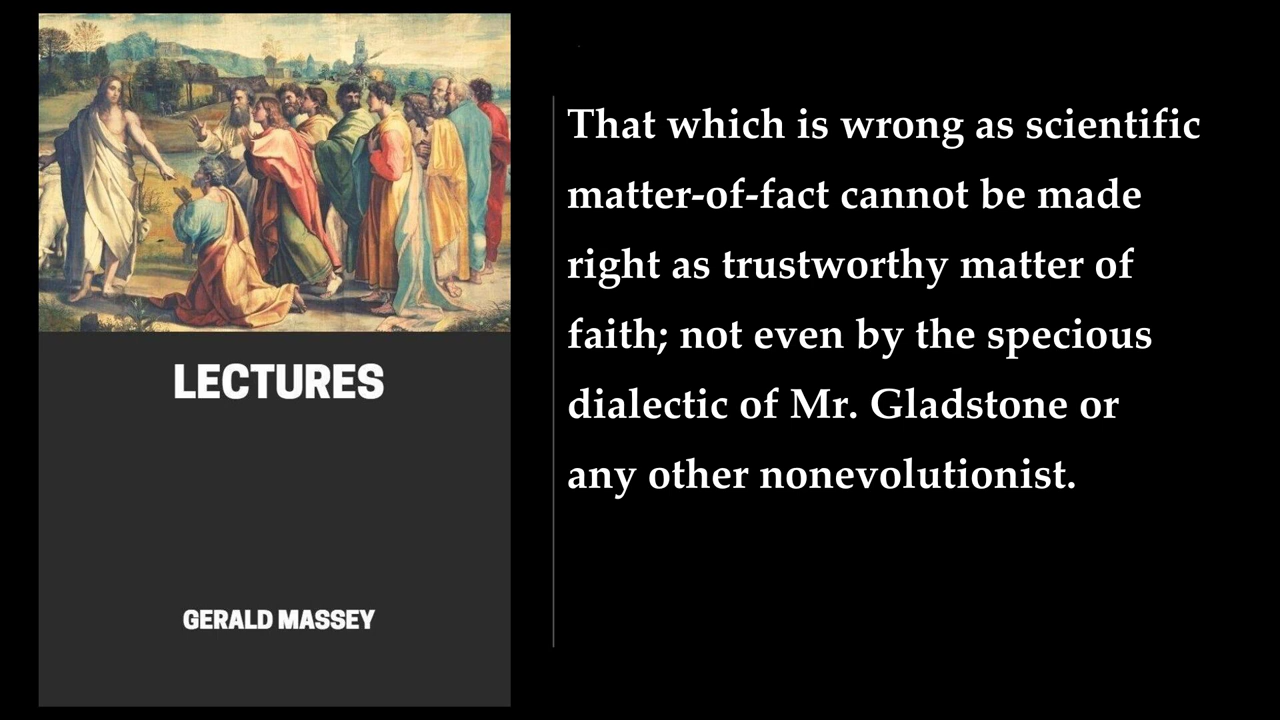 LECTURES
GERALD MASSEY
That which is wrong as scientific
matter-of-fact cannot be made
right as trustworthy matter of
faith; not even by the specious
dialectic of Mr. Gladstone or
any other nonevolutionist.